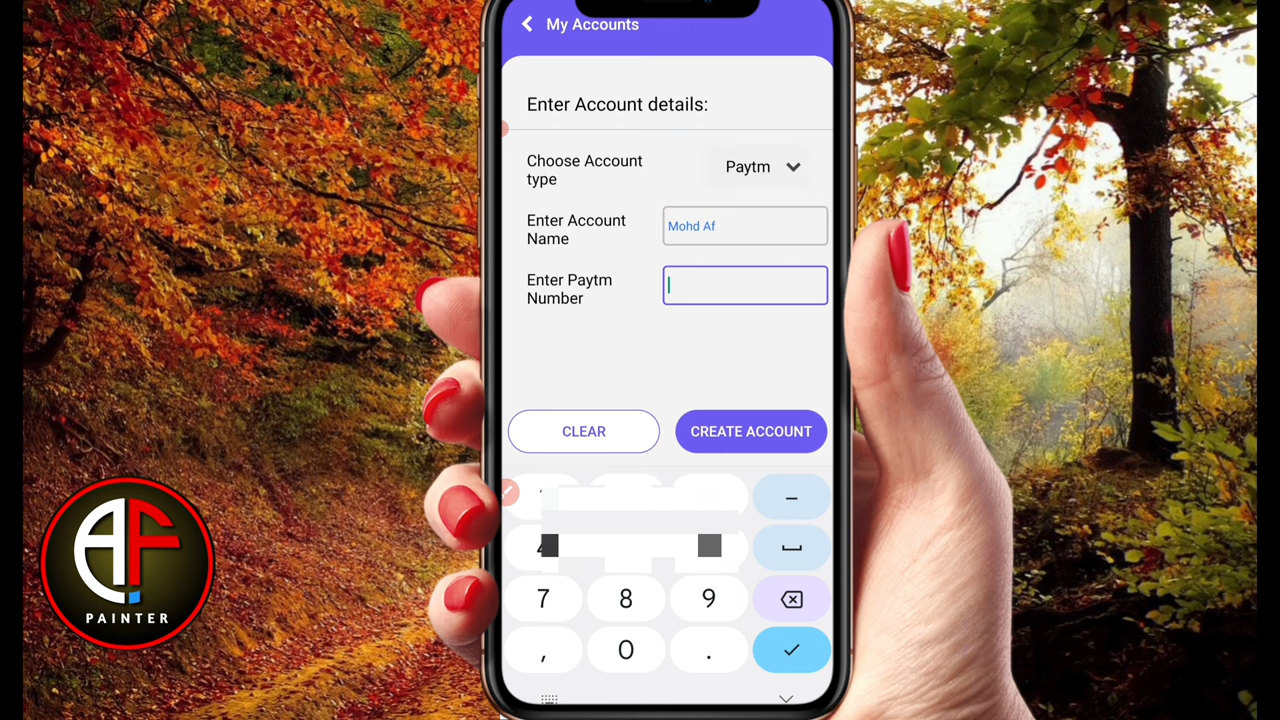 My Accounts
Enter Account details:
Choose Account
type
Paytm
Enter Account
Name
Mohd Af
Enter Paytm
Number
CLEAR
CREATE ACCOUNT
7
8
9
,
0
.
AF
PAINTER